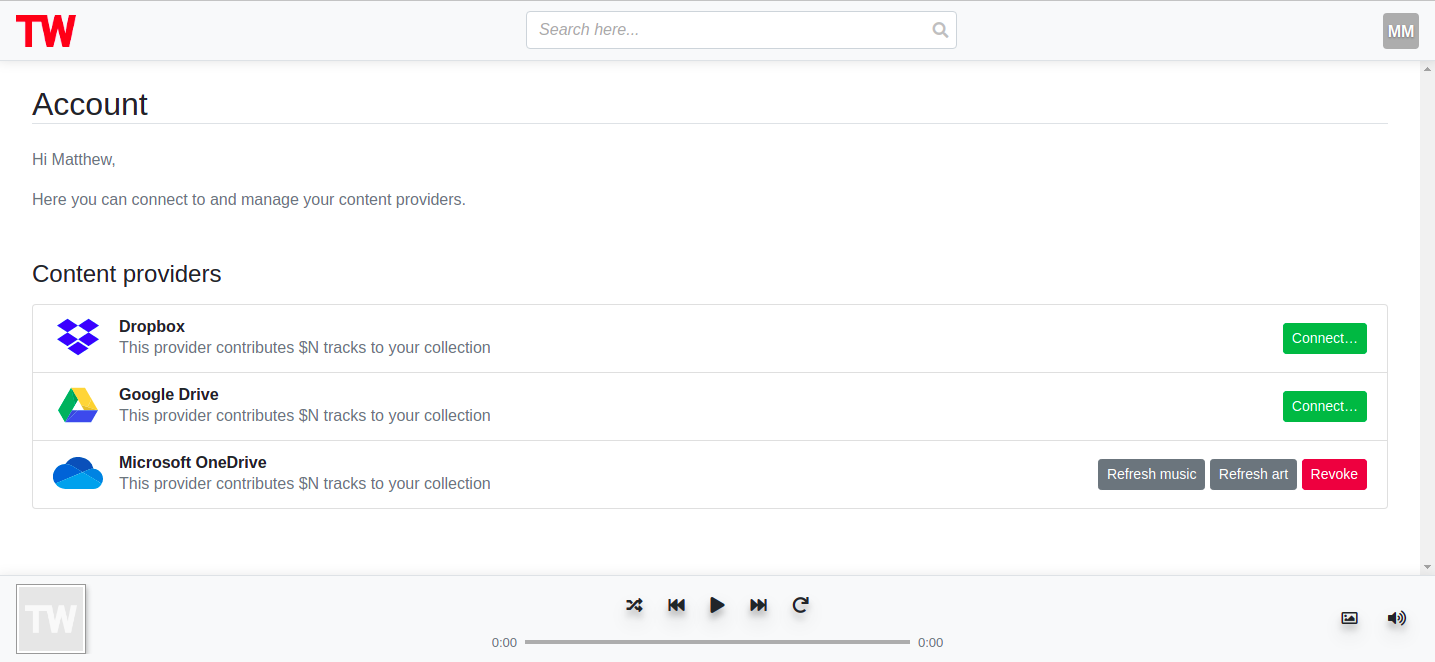 TW
Search here...
MM
Account
Hi Matthew,
Here you can connect to and manage your content providers.
Content providers
Dropbox
This provider contributes $N tracks to your collection
Connect...
Google Drive
This provider contributes $N tracks to your collection
Connect...
Microsoft OneDrive
This provider contributes $N tracks to your collection
Refresh music Refresh art Revoke
TW
0:00 0:00